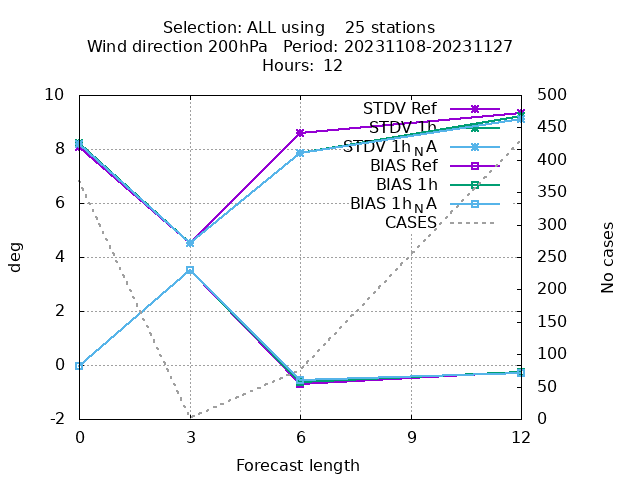 Selection: ALL using    25 stations
Wind direction 200hPa   Period: 20231108-20231127
Hours:  12
STDV Ref
STDV 1h
STDV 1h_NA
BIAS Ref
BIAS 1h
BIAS 1h_NA
CASES
10
8
6
4
2
0
-2
500
450
400
350
300
250
200
150
100
50
0
deg
No cases
0 3 6 9 12
Forecast length